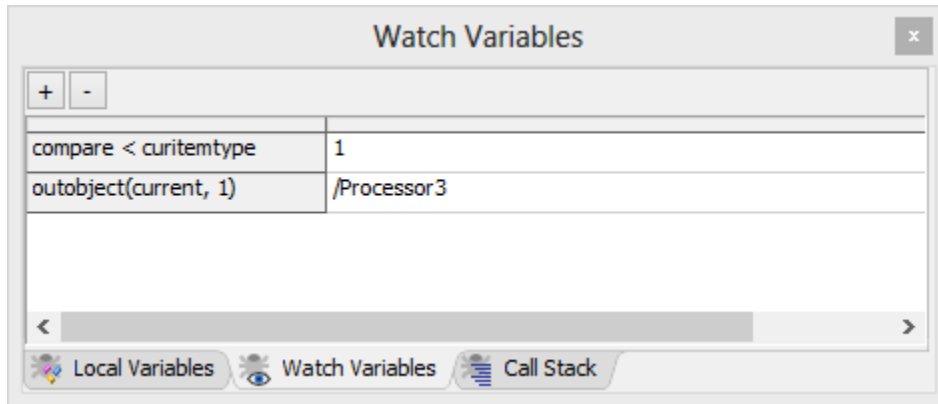 Watch Variables
x
+ -
compare < curitemtype 1
outobject(current, 1) /Processor3
Local Variables Watch Variables Call Stack